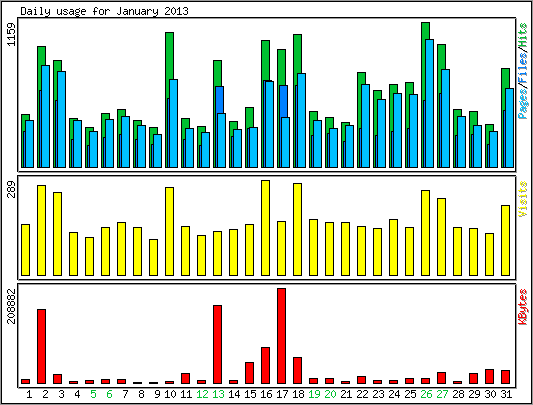 Daily usage for January 2013
1159
Pages/Files/Hits
289
Visits
208882
KBytes
1 2 3 4 5 6 7 8 9 10 11 12 13 14 15 16 17 18 19 20 21 22 23 24 25 26 27 28 29 30 31